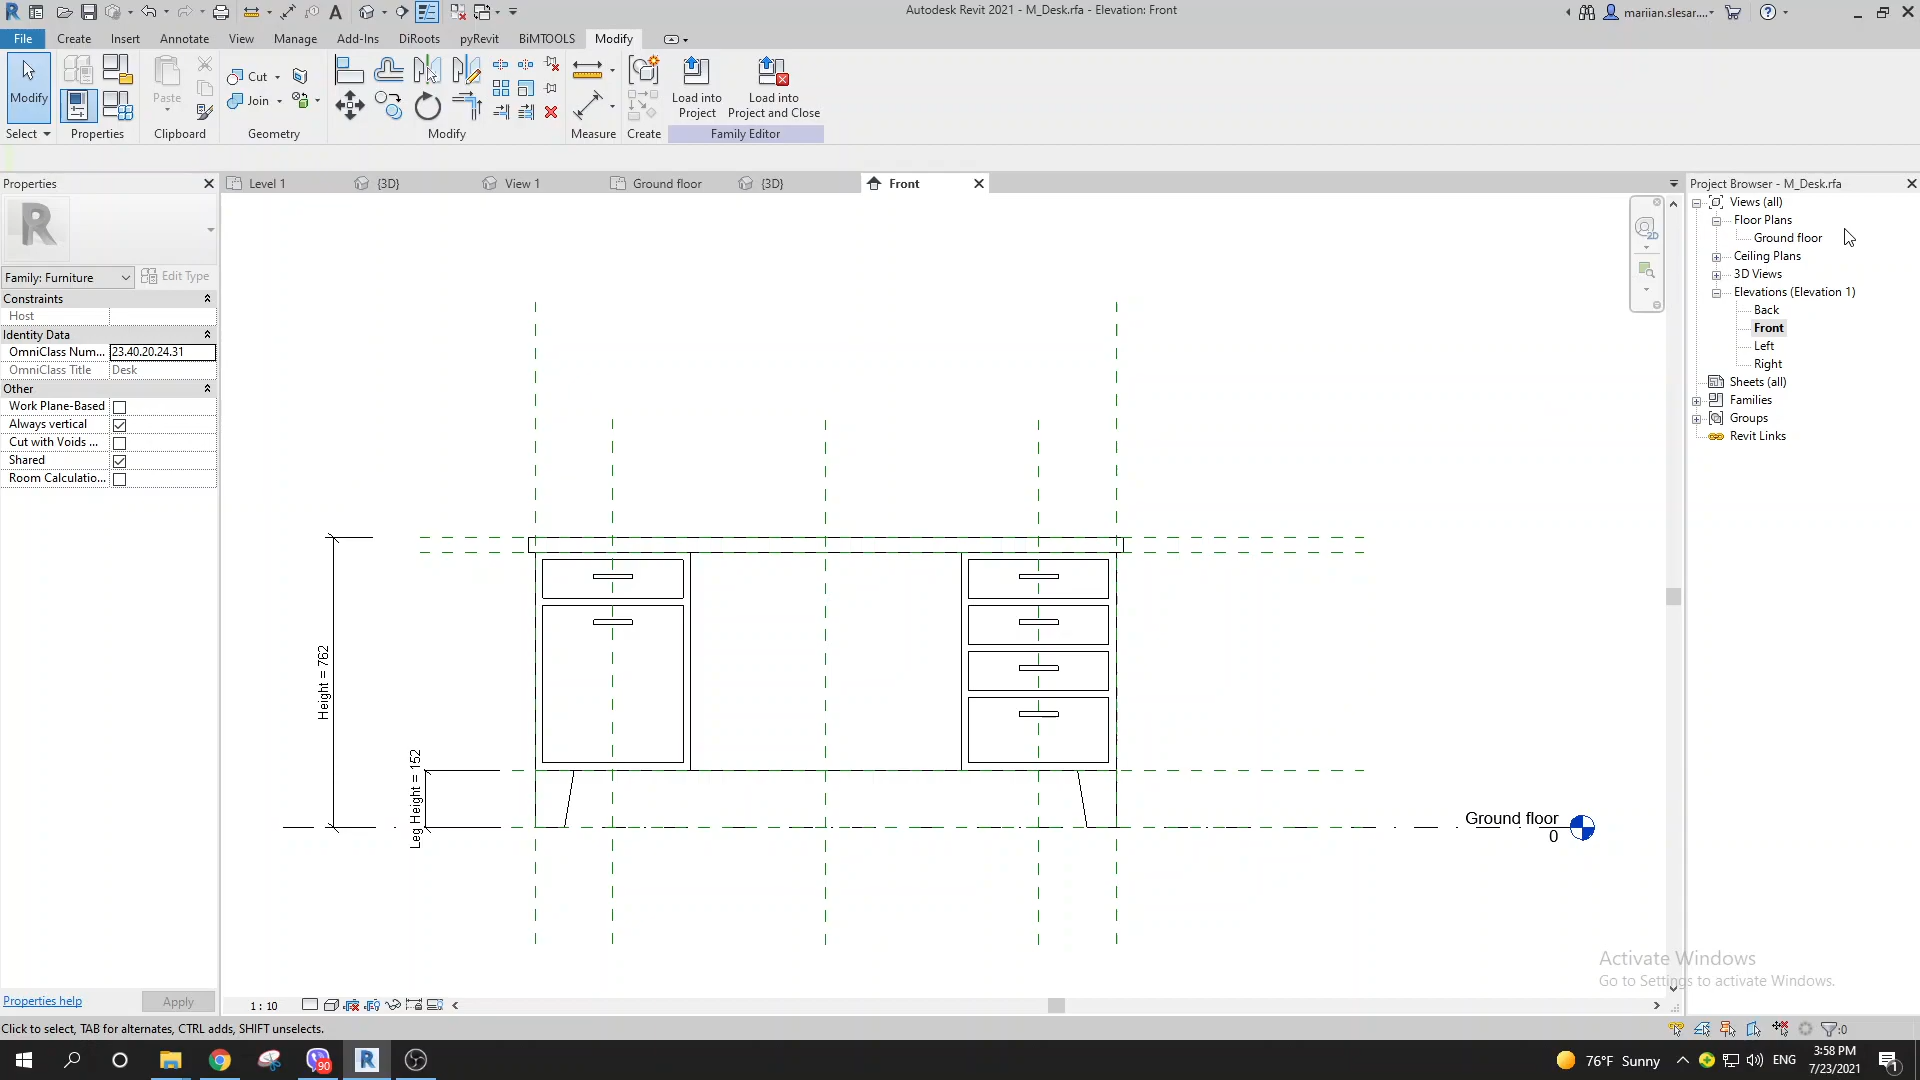 Autodesk Revit 2021 - M_Desk.rfa - Elevation: Front
mariian.slesar....
File Create Insert Annotate View Manage Add-Ins DiRoots pyRevit BIMTOOLS Modify
Modify
Paste
Cut
Join
Load into
Project
Load into
Project and Close
Select Properties Clipboard Geometry Modify Measure Create Family Editor
Properties
Level 1 {3D} View 1 Ground floor {3D} Front
Project Browser - M_Desk.rfa
Family: Furniture Edit Type
Constraints
Host
Identity Data
OmniClass Num... 23.40.20.24.31
OmniClass Title Desk
Other
Work Plane-Based
Always vertical
Cut with Voids ...
Shared
Room Calculatio...
Properties help Apply
Height = 762
Leg Height = 152
Ground floor
0
2D
Views (all)
Floor Plans
Ground floor
Ceiling Plans
3D Views
Elevations (Elevation 1)
Back
Front
Left
Right
Sheets (all)
Families
Groups
Revit Links
Activate Windows
Go to Settings to activate Windows.
1 : 10
Click to select, TAB for alternates, CTRL adds, SHIFT unselects.
:0
90
76°F Sunny
ENG
3:58 PM
7/23/2021
1